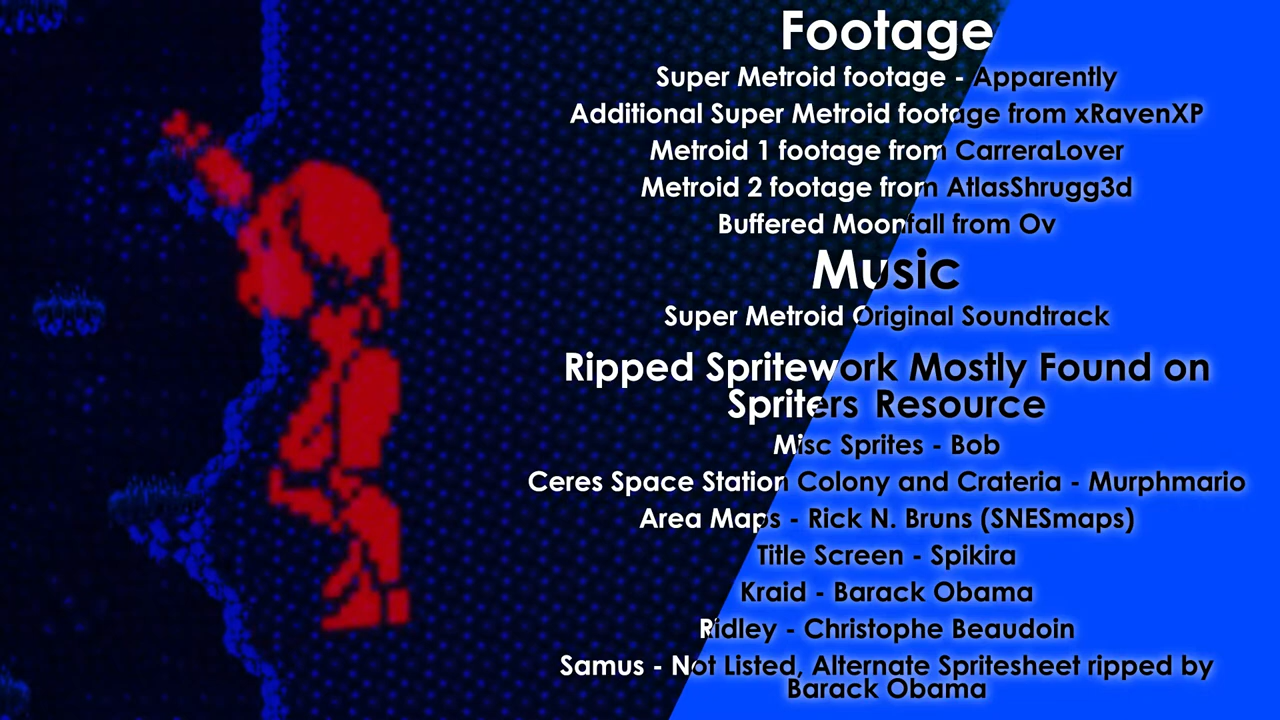 Footage
Super Metroid footage - Apparently
Additional Super Metroid footage from xRavenXP
Metroid 1 footage from CarreraLover
Metroid 2 footage from AtlasShrugg3d
Buffered Moonfall from Ov
Music
Super Metroid Original Soundtrack
Ripped Spritework Mostly Found on
Spriters Resource
Misc Sprites - Bob
Ceres Space Station Colony and Crateria - Murphmario
Area Maps - Rick N. Bruns (SNESmaps)
Title Screen - Spikira
Kraid - Barack Obama
Ridley - Christophe Beaudoin
Samus - Not Listed, Alternate Spritesheet ripped by
Barack Obama